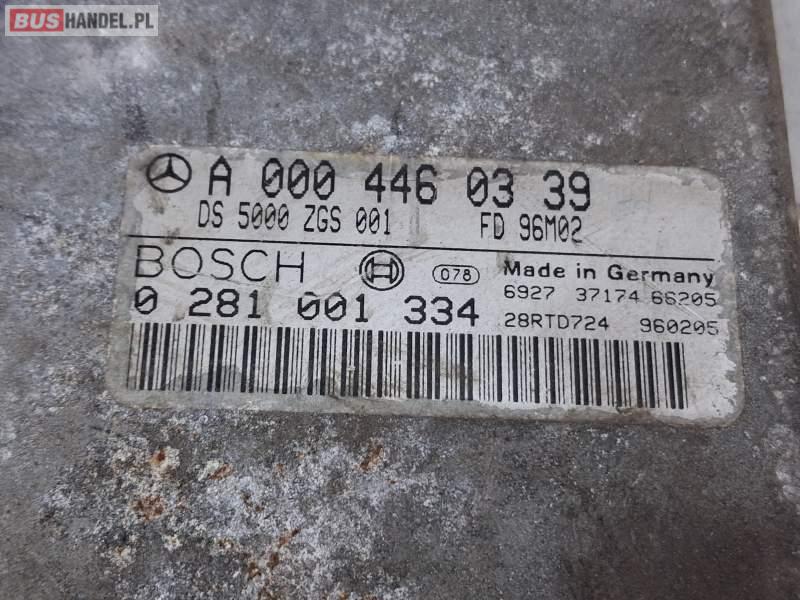 BUSHANDEL.PL
A 000 446 03 39
DS 5000 ZGS 001 FD 96M02
BOSCH 078 Made in Germany
6927 37174 66205
0 281 001 334 28RTD724 960205